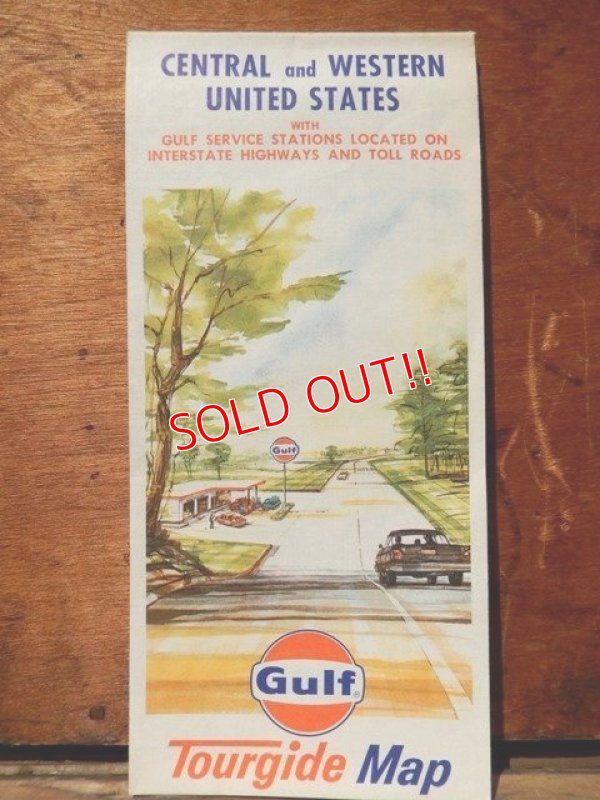 CENTRAL and WESTERN
UNITED STATES
WITH
GULF SERVICE STATIONS LOCATED ON
INTERSTATE HIGHWAYS AND TOLL ROADS
SOLD OUT!!
Gulf
Gulf®
Tourgide Map